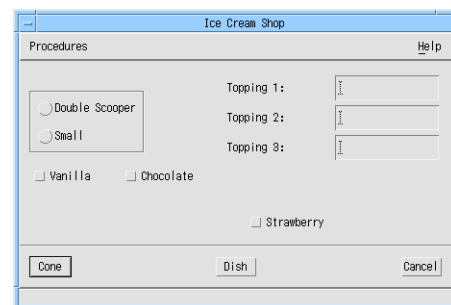 Ice Cream Shop
Procedures Help
Topping 1:
Double Scooper
Topping 2:
Small
Topping 3:
Vanilla Chocolate
Strawberry
Cone Dish Cancel